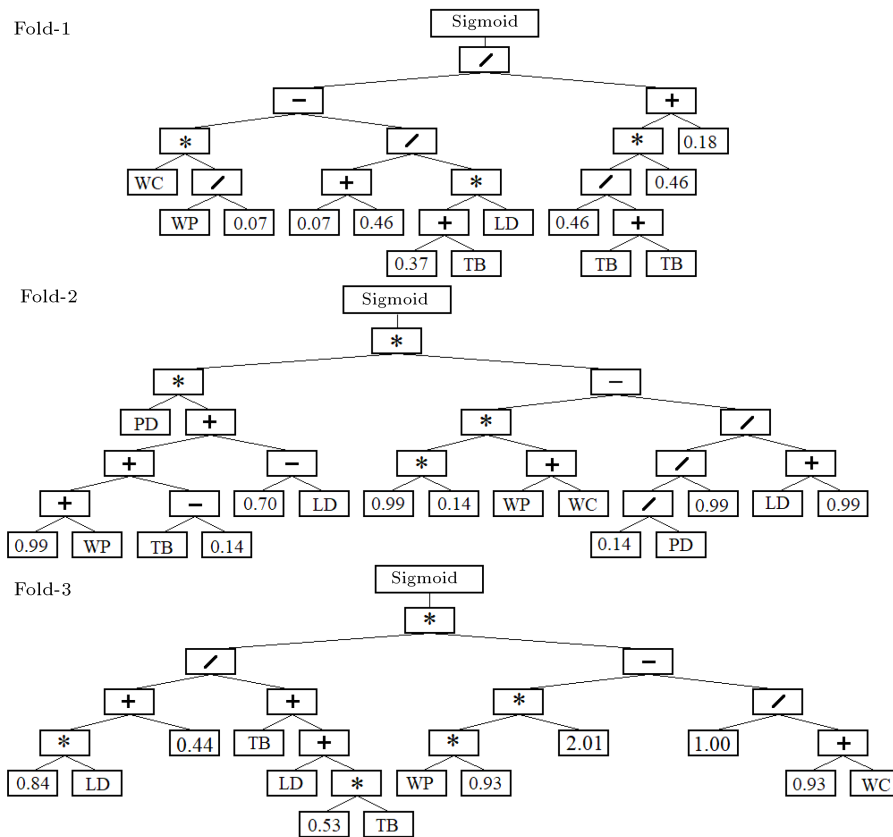 Fold-1
Sigmoid
/
− +
* / * 0.18
WC / + * / 0.46
WP 0.07 0.07 0.46 + LD 0.46 +
0.37 TB TB TB
Fold-2
Sigmoid
*
* −
PD + * /
+ − * + / +
+ − 0.70 LD 0.99 0.14 WP WC / 0.99 LD 0.99
0.99 WP TB 0.14 0.14 PD
Fold-3
Sigmoid
*
/ −
+ + * /
* 0.44 TB + * 2.01 1.00 +
0.84 LD LD * WP 0.93 0.93 WC
0.53 TB